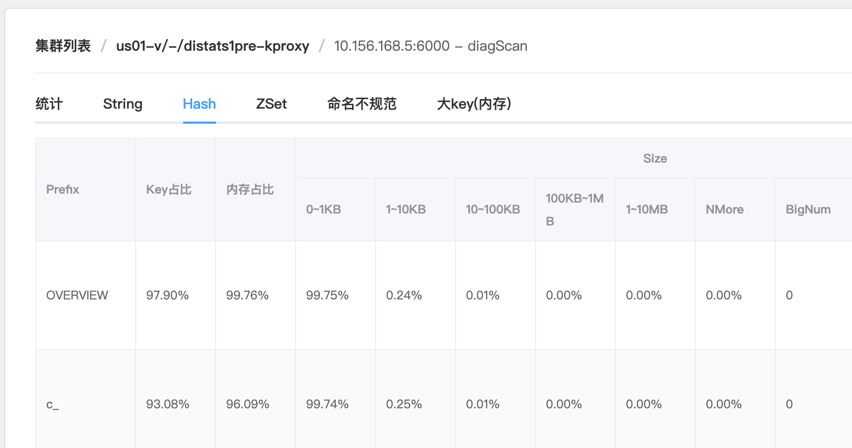 集群列表 / us01-v/-/distats1pre-kproxy / 10.156.168.5:6000 - diagScan
统计 String Hash ZSet 命名不规范 大key(内存)
Prefix Key占比 内存占比 Size
0~1KB 1~10KB 10~100KB 100KB~1M
B 1~10MB NMore BigNum
OVERVIEW 97.90% 99.76% 99.75% 0.24% 0.01% 0.00% 0.00% 0.00% 0
c_ 93.08% 96.09% 99.74% 0.25% 0.01% 0.00% 0.00% 0.00% 0